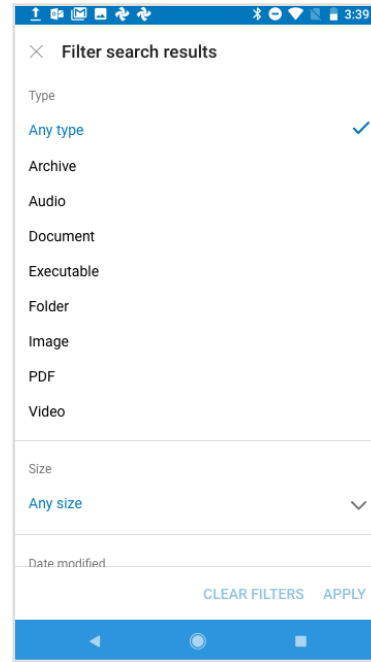 3:39
Filter search results
Type
Any type
Archive
Audio
Document
Executable
Folder
Image
PDF
Video
Size
Any size
Date modified
CLEAR FILTERS APPLY